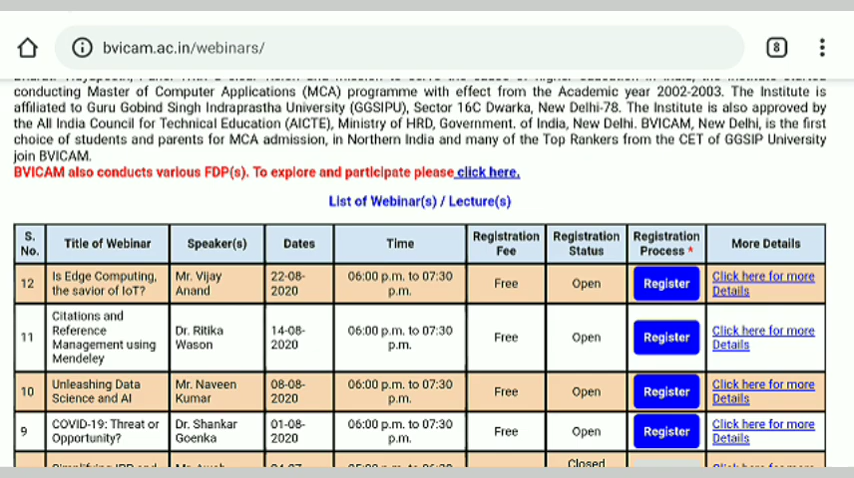 bvicam.ac.in/webinars/
8
conducting Master of Computer Applications (MCA) programme with effect from the Academic year 2002-2003. The Institute is
affiliated to Guru Gobind Singh Indraprastha University (GGSIPU), Sector 16C Dwarka, New Delhi-78. The Institute is also approved by
the All India Council for Technical Education (AICTE), Ministry of HRD, Government. of India, New Delhi. BVICAM, New Delhi, is the first
choice of students and parents for MCA admission, in Northern India and many of the Top Rankers from the CET of GGSIP University
join BVICAM.
BVICAM also conducts various FDP(s). To explore and participate please click here.
List of Webinar(s) / Lecture(s)
S. No. Title of Webinar Speaker(s) Dates Time Registration Fee Registration Status Registration Process * More Details
12 Is Edge Computing, the savior of IoT? Mr. Vijay Anand 22-08-2020 06:00 p.m. to 07:30 p.m. Free Open Register Click here for more Details
11 Citations and Reference Management using Mendeley Dr. Ritika Wason 14-08-2020 06:00 p.m. to 07:30 p.m. Free Open Register Click here for more Details
10 Unleashing Data Science and AI Mr. Naveen Kumar 08-08-2020 06:00 p.m. to 07:30 p.m. Free Open Register Click here for more Details
9 COVID-19: Threat or Opportunity? Dr. Shankar Goenka 01-08-2020 06:00 p.m. to 07:30 p.m. Free Open Register Click here for more Details
Closed